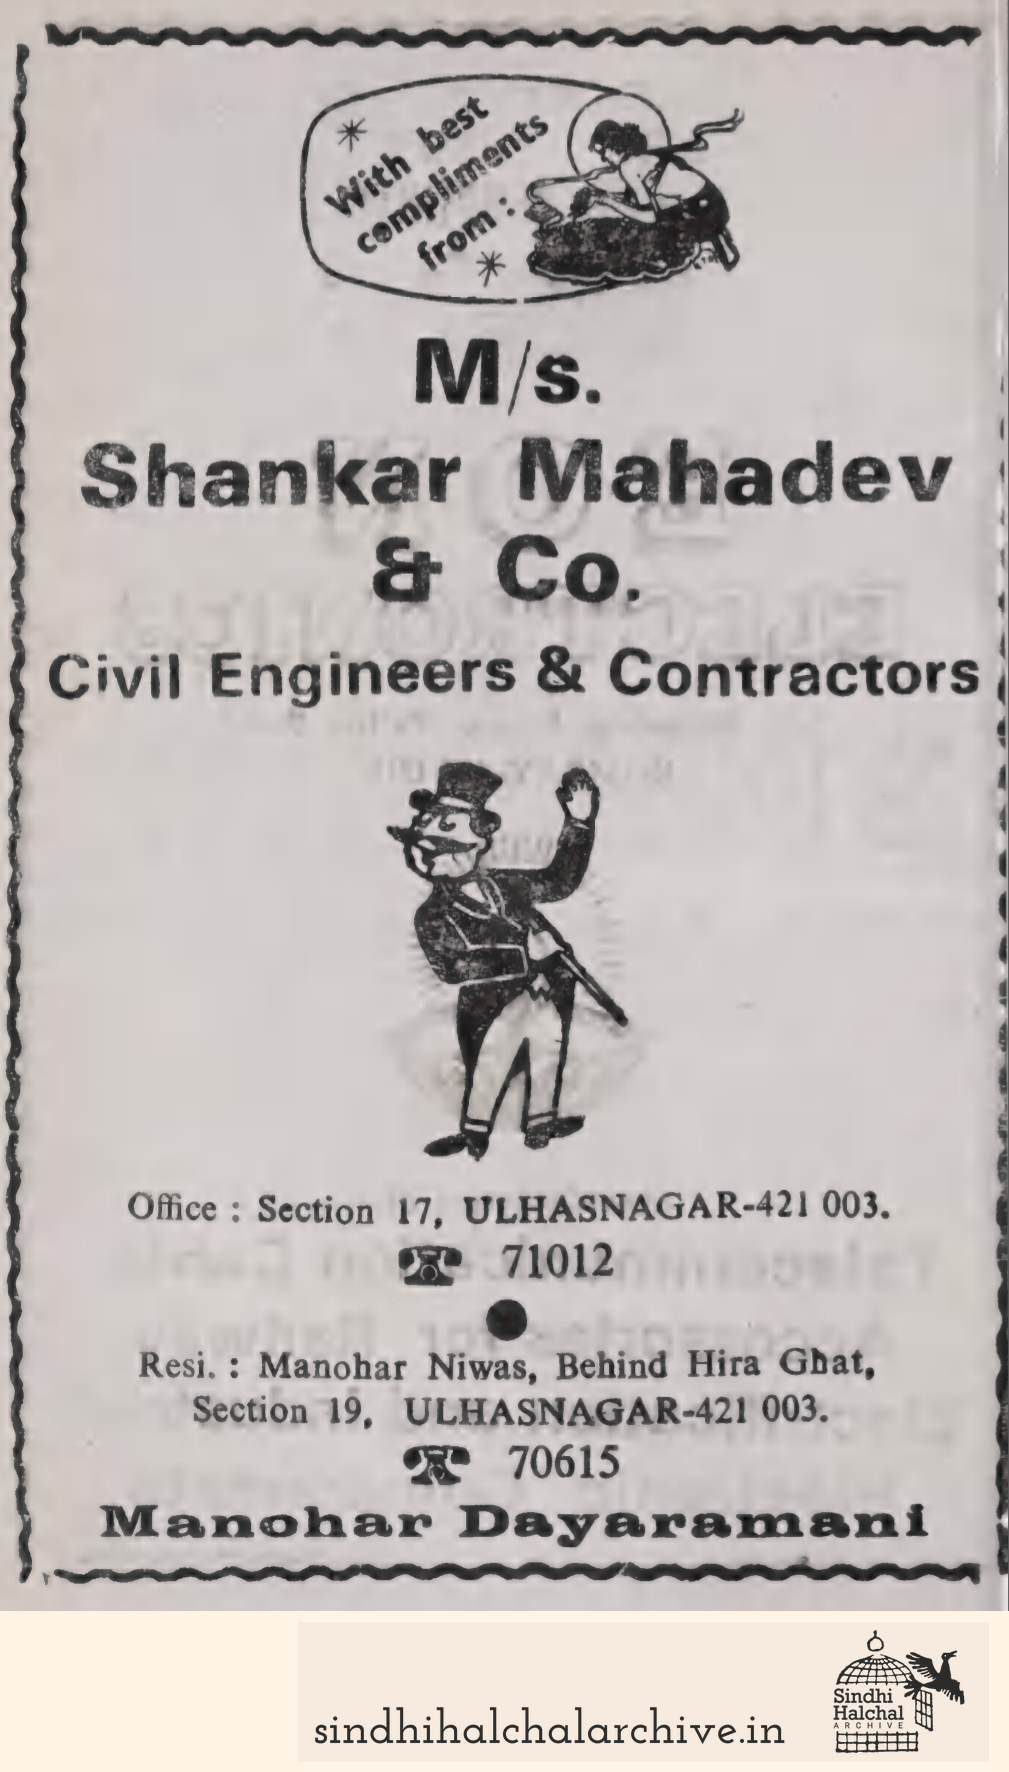 With best
compliments
from :
M/s.
Shankar Mahadev
& Co.
Civil Engineers & Contractors
Office : Section 17, ULHASNAGAR-421 003.
71012
Resi. : Manohar Niwas, Behind Hira Ghat,
Section 19, ULHASNAGAR-421 003.
70615
Manohar Dayaramani
sindhihalchalarchive.in
Sindhi
Halchal
ARCHIVE